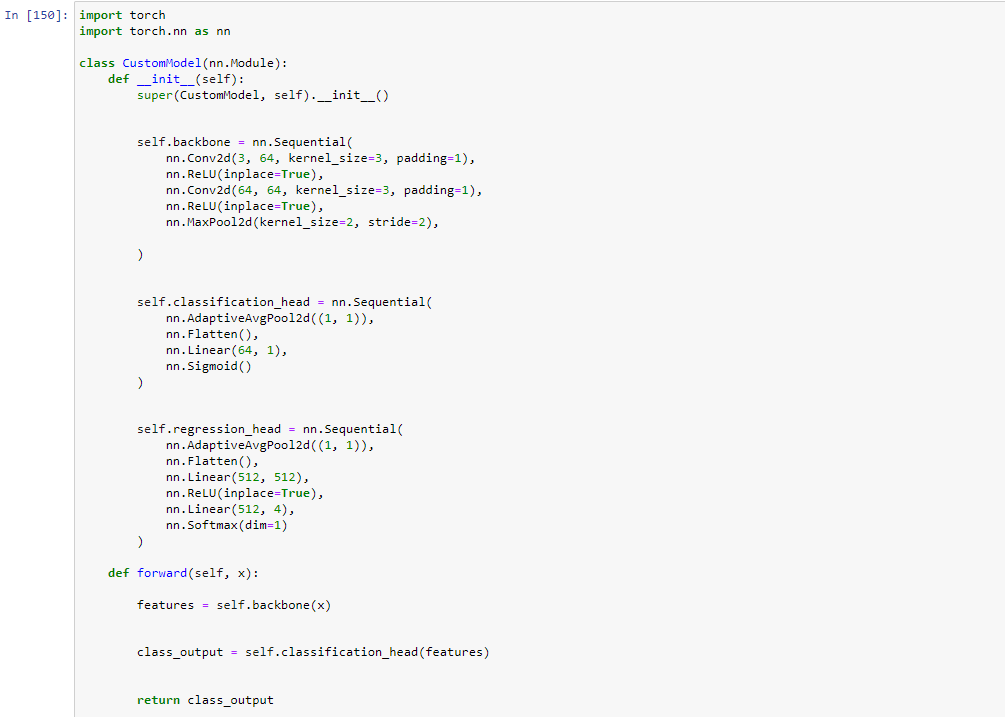 In [150]: import torch
import torch.nn as nn
class CustomModel(nn.Module):
    def __init__(self):
        super(CustomModel, self).__init__()
        self.backbone = nn.Sequential(
            nn.Conv2d(3, 64, kernel_size=3, padding=1),
            nn.ReLU(inplace=True),
            nn.Conv2d(64, 64, kernel_size=3, padding=1),
            nn.ReLU(inplace=True),
            nn.MaxPool2d(kernel_size=2, stride=2),
        )
        self.classification_head = nn.Sequential(
            nn.AdaptiveAvgPool2d((1, 1)),
            nn.Flatten(),
            nn.Linear(64, 1),
            nn.Sigmoid()
        )
        self.regression_head = nn.Sequential(
            nn.AdaptiveAvgPool2d((1, 1)),
            nn.Flatten(),
            nn.Linear(512, 512),
            nn.ReLU(inplace=True),
            nn.Linear(512, 4),
            nn.Softmax(dim=1)
        )
    def forward(self, x):
        features = self.backbone(x)
        class_output = self.classification_head(features)
        return class_output